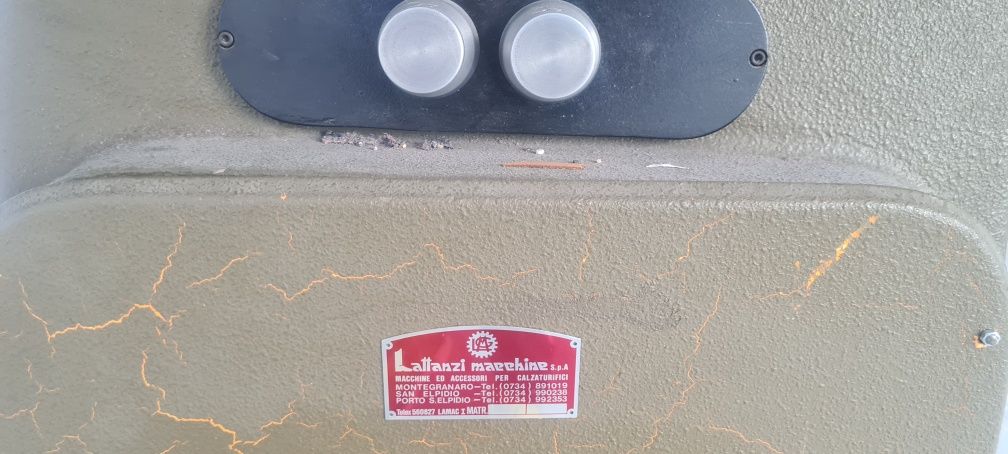 Lattanzi macchine S.p.A
MACCHINE ED ACCESSORI PER CALZATURIFICI
MONTEGRANARO-Tel.(0734) 891019
SAN ELPIDIO -Tel.(0734) 990238
PORTO S.ELPIDIO-Tel.(0734) 992353
Telex 560627 LAMAC I MATR.